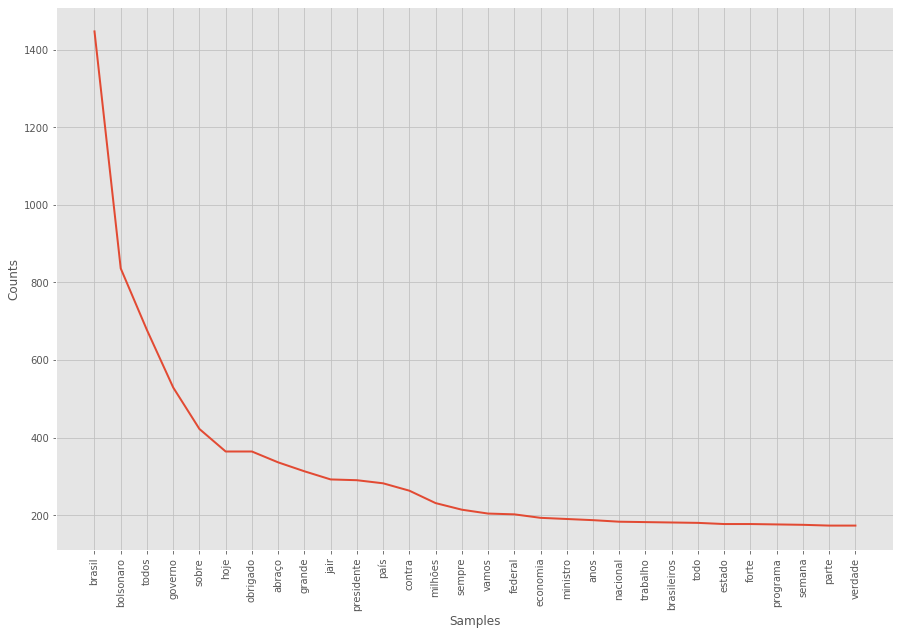 1400
1200
1000
800
600
400
200
Counts
brasil
bolsonaro
todos
governo
sobre
hoje
obrigado
abraço
grande
jair
presidente
país
contra
milhões
sempre
vamos
federal
economia
ministro
anos
nacional
trabalho
brasileiros
todo
estado
forte
programa
semana
parte
verdade
Samples